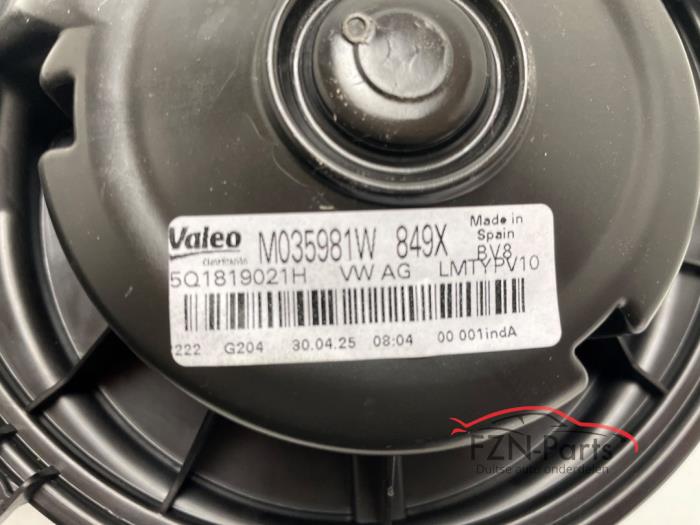 Valeo M035981W 849X Made in
Spain
BV8
5Q1819021H VW AG LMTYPV10
222 G204 30.04.25 08:04 00 001indA
FZN-Parts
Duitse auto onderdelen